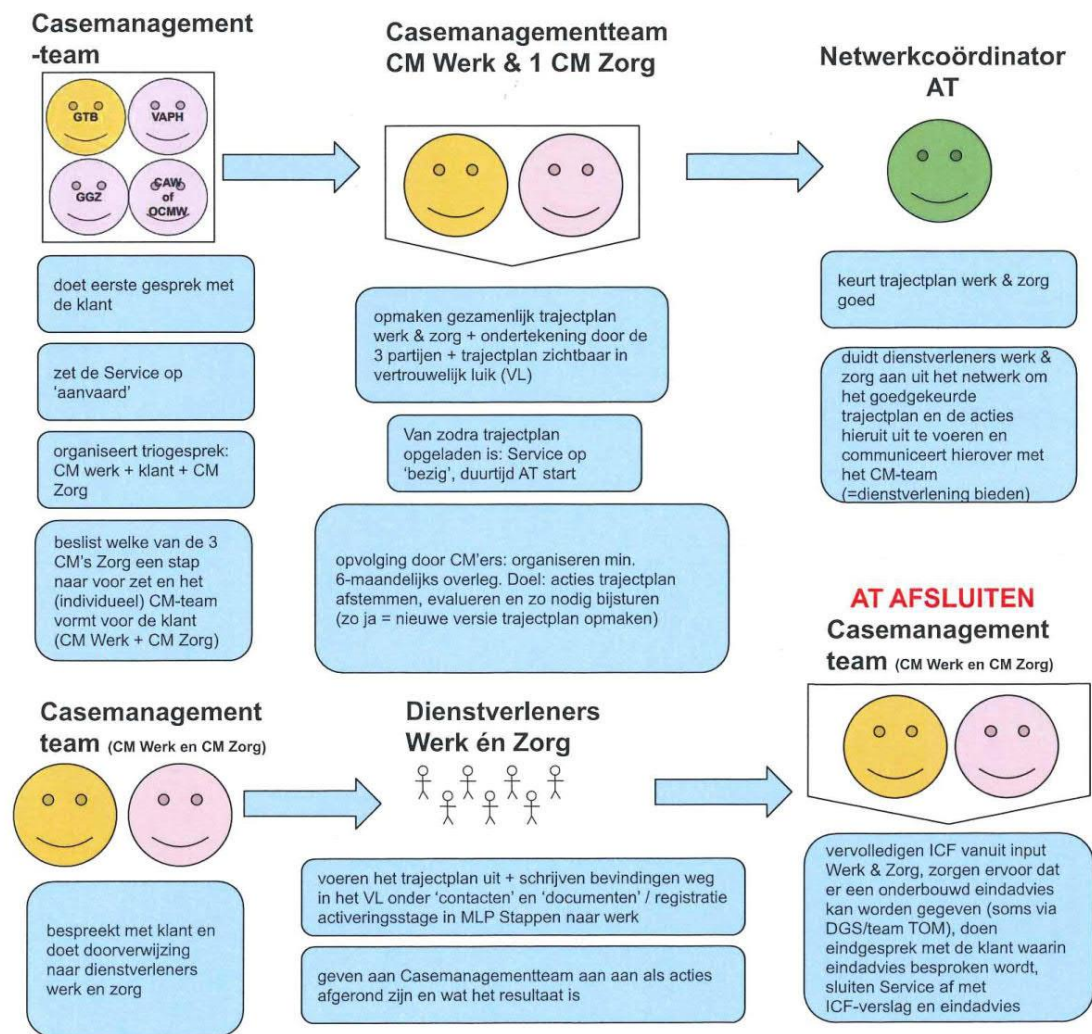 Casemanagement
-team
GTB
VAPH
GGZ
CAW
of
OCMW
doet eerste gesprek met
de klant
zet de Service op
‘aanvaard’
organiseert triogesprek:
CM werk + klant + CM
Zorg
beslist welke van de 3
CM's Zorg een stap
naar voor zet en het
(individueel) CM-team
vormt voor de klant
(CM Werk + CM Zorg)
Casemanagementteam
CM Werk & 1 CM Zorg
opmaken gezamenlijk trajectplan
werk & zorg + ondertekening door de
3 partijen + trajectplan zichtbaar in
vertrouwelijk luik (VL)
Van zodra trajectplan
opgeladen is: Service op
‘bezig’, duurtijd AT start
opvolging door CM'ers: organiseren min.
6-maandelijks overleg. Doel: acties trajectplan
afstemmen, evalueren en zo nodig bijsturen
(zo ja = nieuwe versie trajectplan opmaken)
Netwerkcoördinator
AT
keurt trajectplan werk & zorg
goed
duidt dienstverleners werk &
zorg aan uit het netwerk om
het goedgekeurde
trajectplan en de acties
hieruit uit te voeren en
communiceert hierover met
het CM-team
(=dienstverlening bieden)
Casemanagement
team (CM Werk en CM Zorg)
bespreekt met klant en
doet doorverwijzing
naar dienstverleners
werk en zorg
Dienstverleners
Werk én Zorg
voeren het trajectplan uit + schrijven bevindingen weg
in het VL onder ‘contacten’ en ‘documenten’ / registratie
activeringsstage in MLP Stappen naar werk
geven aan Casemanagementteam aan aan als acties
afgerond zijn en wat het resultaat is
AT AFSLUITEN
Casemanagement
team (CM Werk en CM Zorg)
vervolledigen ICF vanuit input
Werk & Zorg, zorgen ervoor dat
er een onderbouwd eindadvies
kan worden gegeven (soms via
DGS/team TOM), doen
eindgesprek met de klant waarin
eindadvies besproken wordt,
sluiten Service af met
ICF-verslag en eindadvies